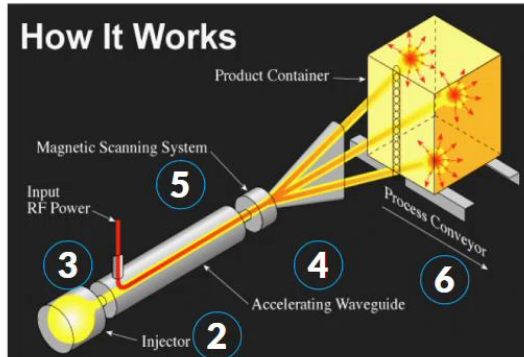 How It Works
Product Container
Magnetic Scanning System
5
Input
RF Power
3
4
Process Conveyor
6
Accelerating Waveguide
Injector
2